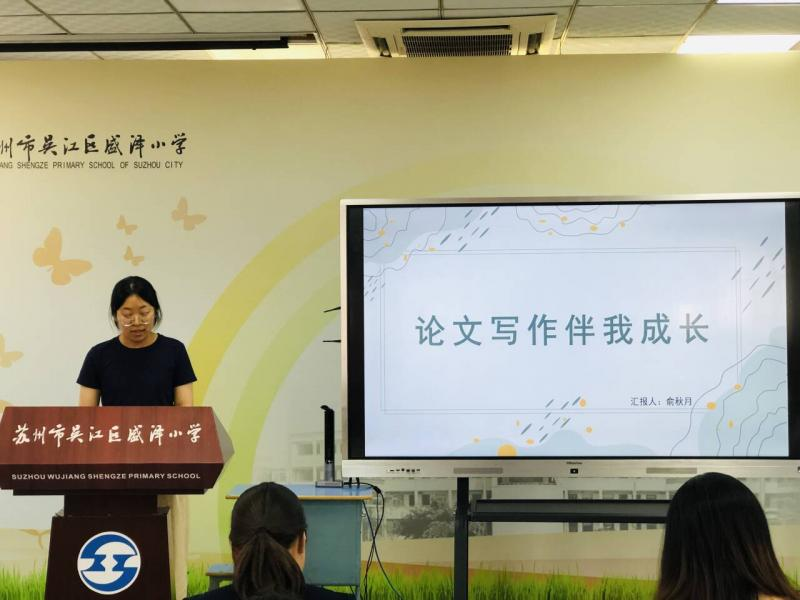 州市吴江区盛泽小学
ANG SHENGZE PRIMARY SCHOOL OF SUZHOU CITY
论文写作伴我成长
汇报人：俞秋月
苏州市吴江区盛泽小学
SUZHOU WUJIANG SHENGZE PRIMARY SCHOOL
Hisense